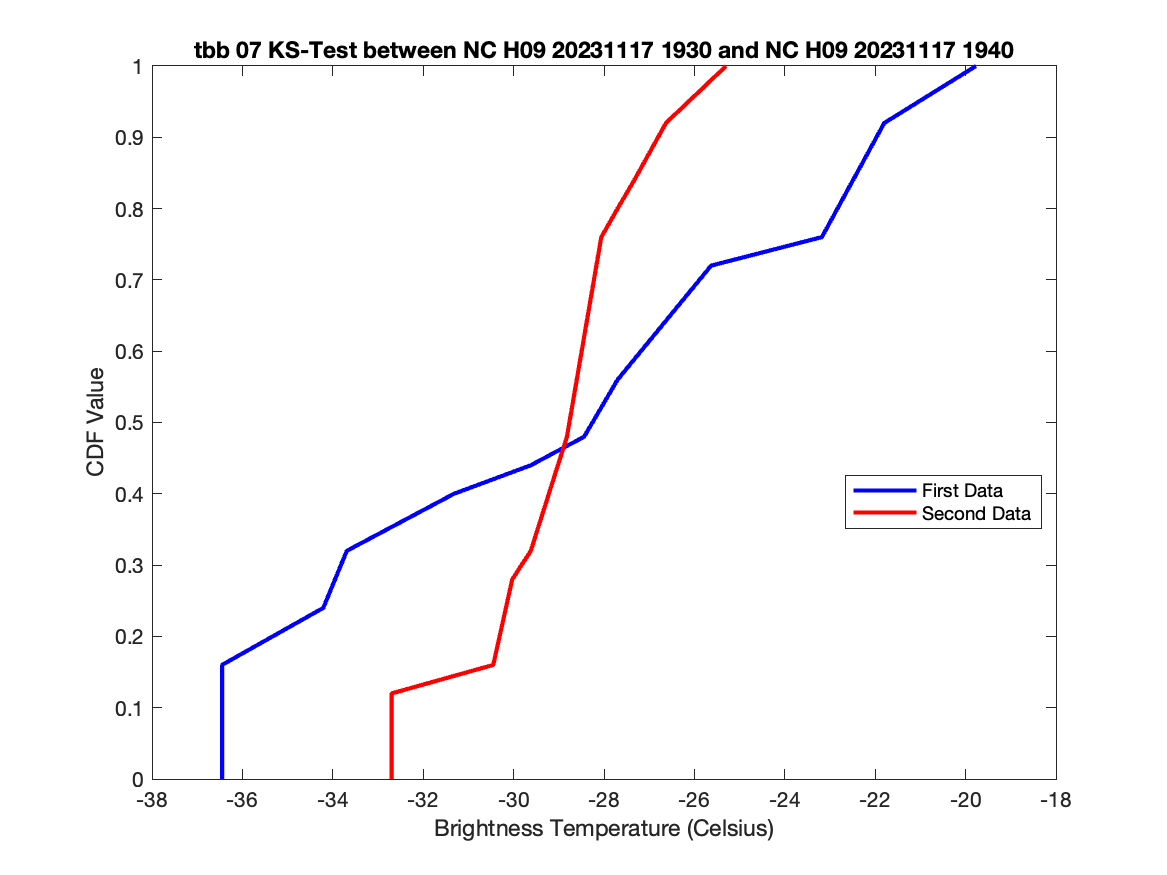 tbb 07 KS-Test between NC H09 20231117 1930 and NC H09 20231117 1940
1
0.9
0.8
0.7
0.6
0.5
0.4
0.3
0.2
0.1
0
CDF Value
First Data
Second Data
-38 -36 -34 -32 -30 -28 -26 -24 -22 -20 -18
Brightness Temperature (Celsius)